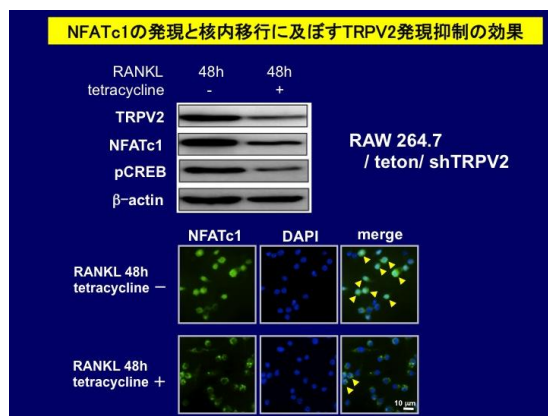 NFATc1の発現と核内移行に及ぼすTRPV2発現抑制の効果
RANKL 48h 48h
tetracycline - +
TRPV2
NFATc1
pCREB
β-actin
RAW 264.7
/ teton/ shTRPV2
NFATc1 DAPI merge
RANKL 48h
tetracycline −
RANKL 48h
tetracycline +
10 μm